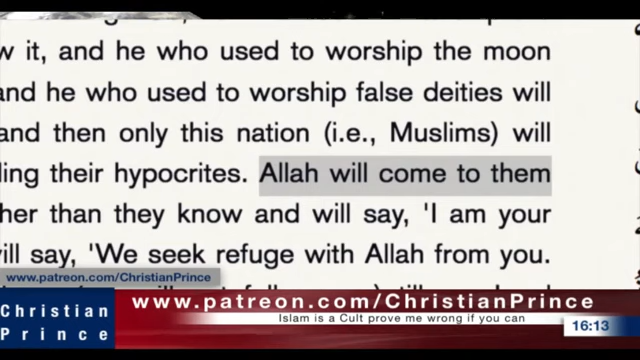 w it, and he who used to worship the moon
and he who used to worship false deities will
and then only this nation (i.e., Muslims) will
ling their hypocrites. Allah will come to them
her than they know and will say, 'I am your
vill say, 'We seek refuge with Allah from you.
www.patreon.com/ChristianPrince
www.patreon.com/ChristianPrince
Christian
Prince
Islam is a Cult prove me wrong if you can
16:13